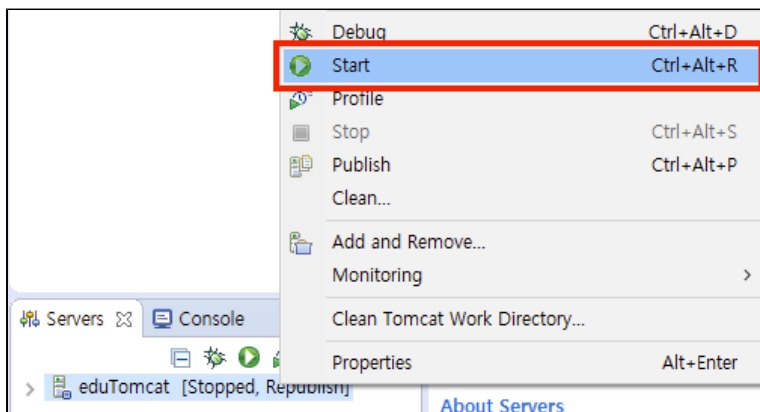 Debug Ctrl+Alt+D
Start Ctrl+Alt+R
Profile
Stop Ctrl+Alt+S
Publish Ctrl+Alt+P
Clean...
Add and Remove...
Monitoring >
Clean Tomcat Work Directory...
Properties Alt+Enter
Servers Console
eduTomcat [Stopped, Republish]
About Servers